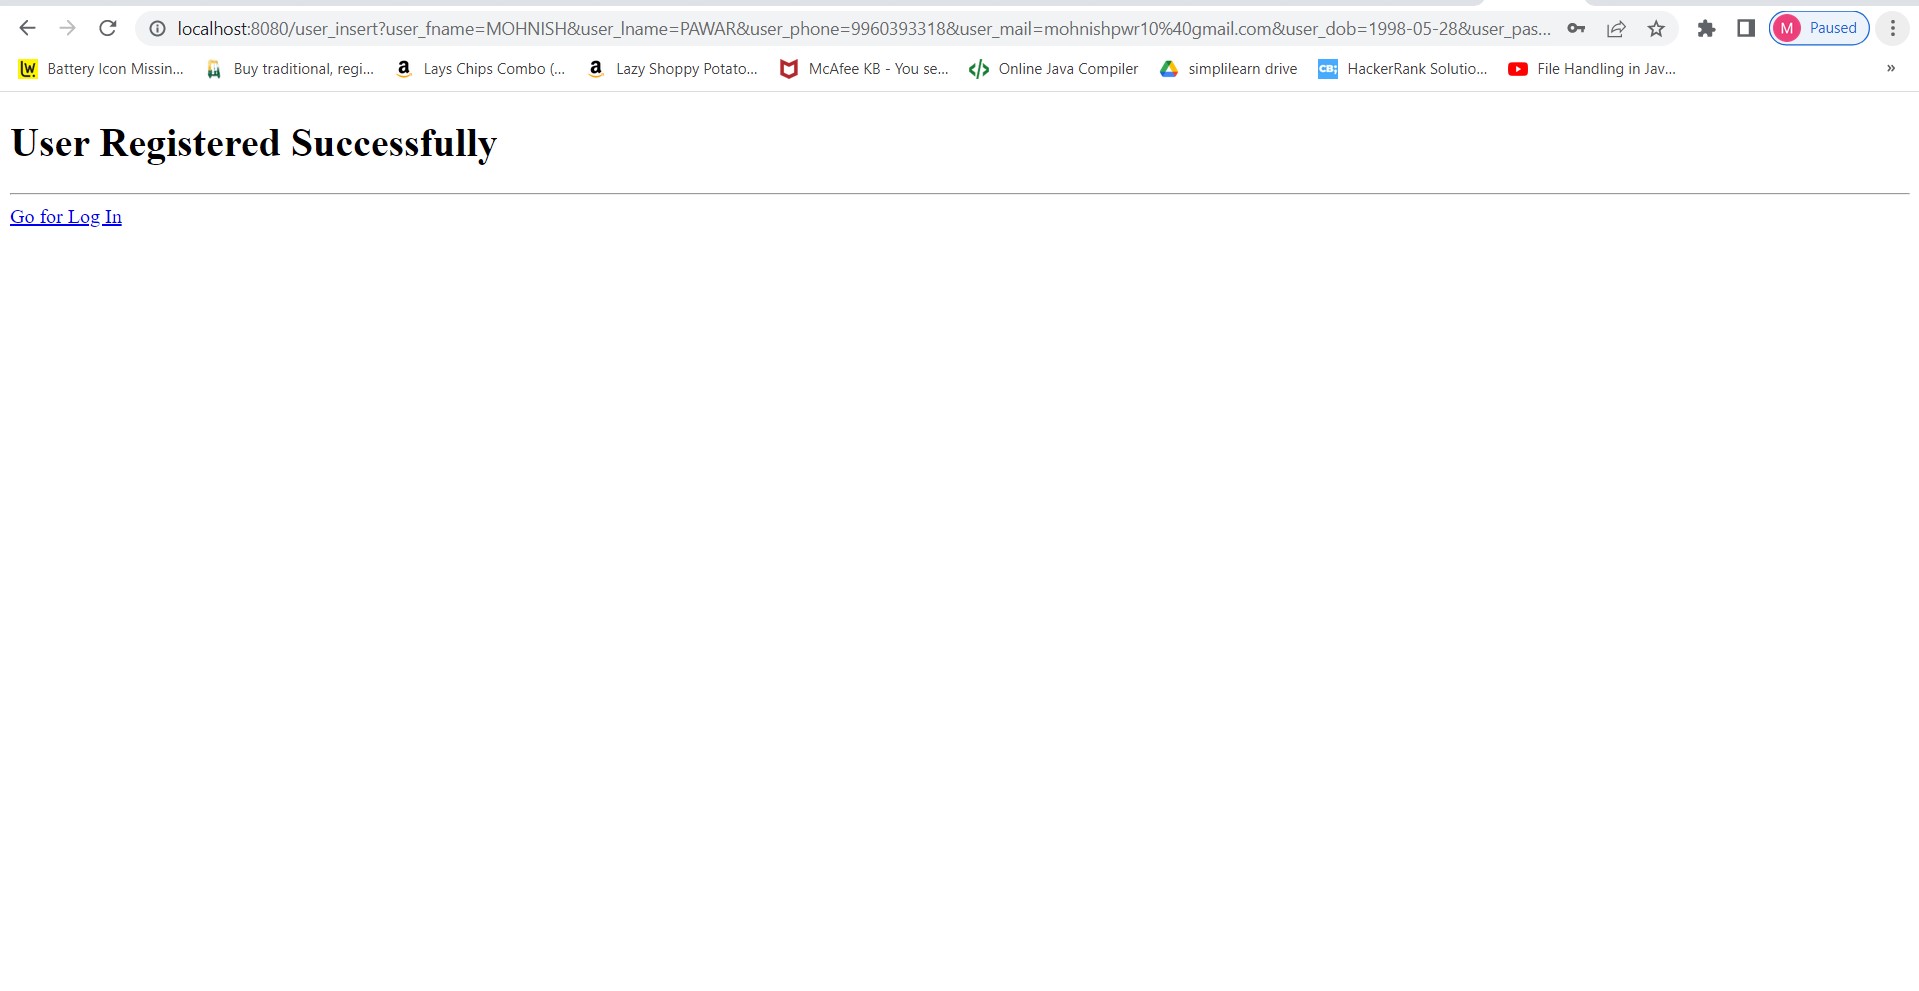 localhost:8080/user_insert?user_fname=MOHNISH&user_lname=PAWAR&user_phone=9960393318&user_mail=mohnishpwr10%40gmail.com&user_dob=1998-05-28&user_pas... M Paused
Battery Icon Missin... Buy traditional, regi... Lays Chips Combo (... Lazy Shoppy Potato... McAfee KB - You se... Online Java Compiler simplilearn drive CB; HackerRank Solutio... File Handling in Jav... »
User Registered Successfully
Go for Log In